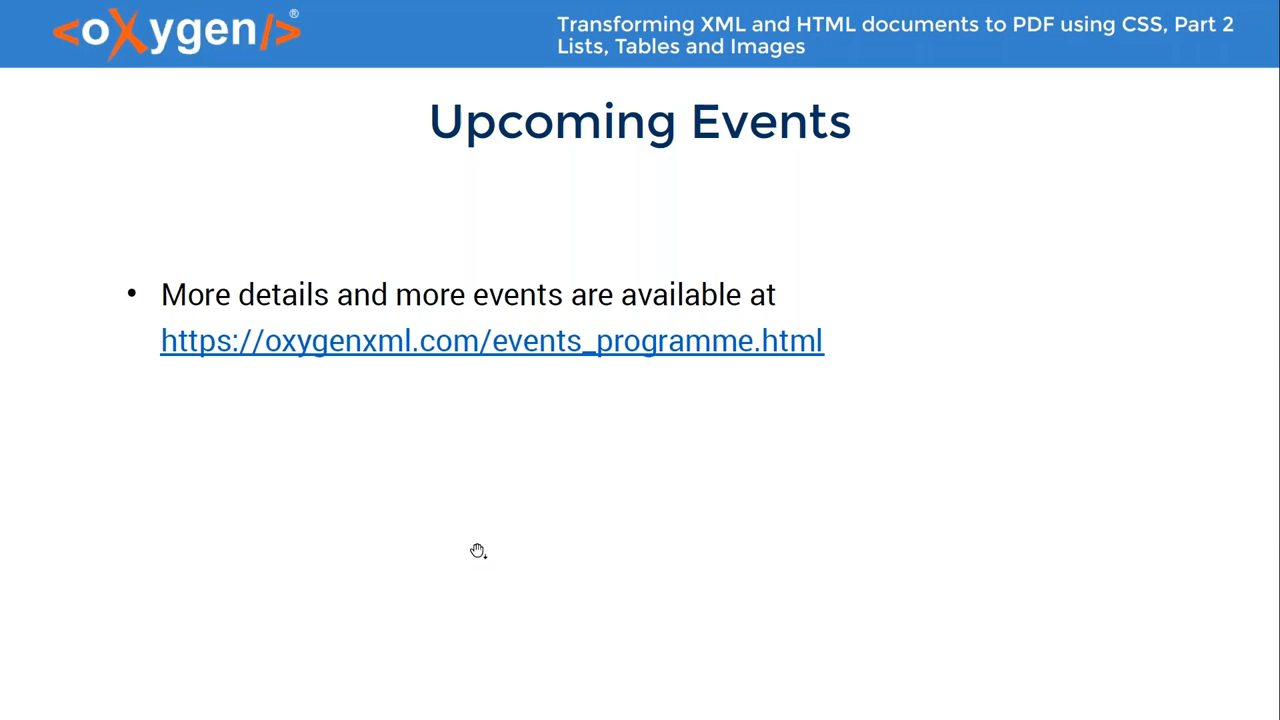 <oXygen/>®
Transforming XML and HTML documents to PDF using CSS, Part 2
Lists, Tables and Images
Upcoming Events
• More details and more events are available at
https://oxygenxml.com/events_programme.html